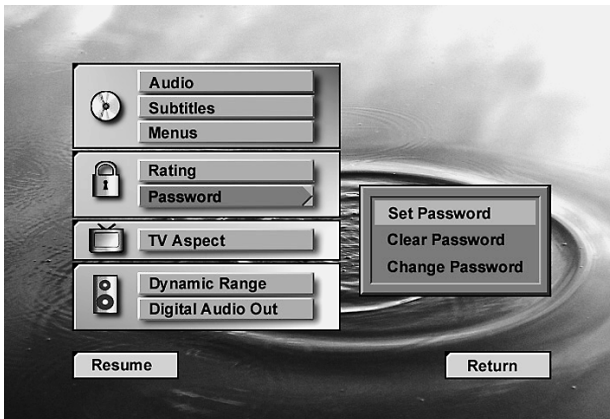 Audio
Subtitles
Menus
Rating
Password
TV Aspect
Dynamic Range
Digital Audio Out
Set Password
Clear Password
Change Password
Resume
Return